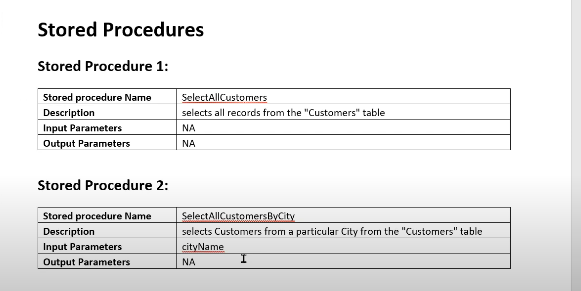 Stored Procedures
Stored Procedure 1:
Stored procedure Name SelectAllCustomers
Description selects all records from the "Customers" table
Input Parameters NA
Output Parameters NA
Stored Procedure 2:
Stored procedure Name SelectAllCustomersByCity
Description selects Customers from a particular City from the "Customers" table
Input Parameters cityName
Output Parameters NA